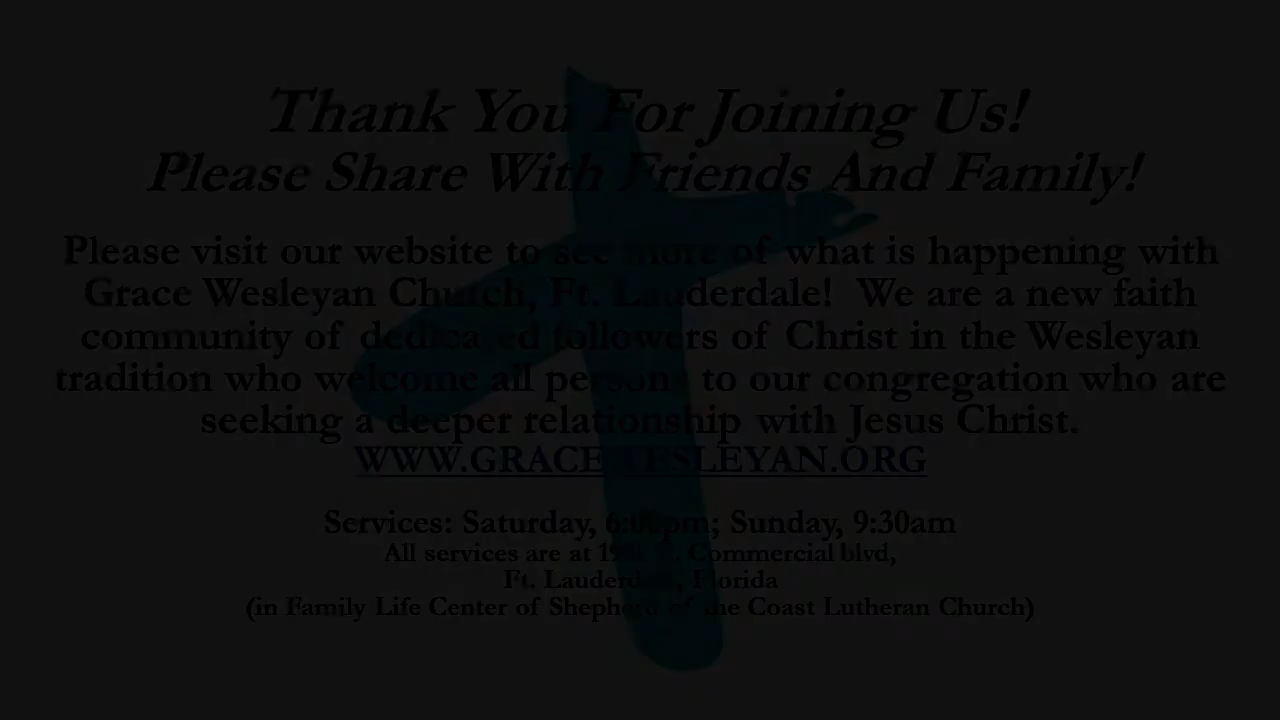 Thank You For Joining Us!
Please Share With Friends And Family!
Please visit our website to see more of what is happening with
Grace Wesleyan Church, Ft. Lauderdale! We are a new faith
community of dedicated followers of Christ in the Wesleyan
tradition who welcome all persons to our congregation who are
seeking a deeper relationship with Jesus Christ.
WWW.GRACEWESLEYAN.ORG
Services: Saturday, 6:00pm; Sunday, 9:30am
All services are at Commercial blvd,
Ft. Lauderdale, Florida
(in Family Life Center of Shepherd of the Coast Lutheran Church)